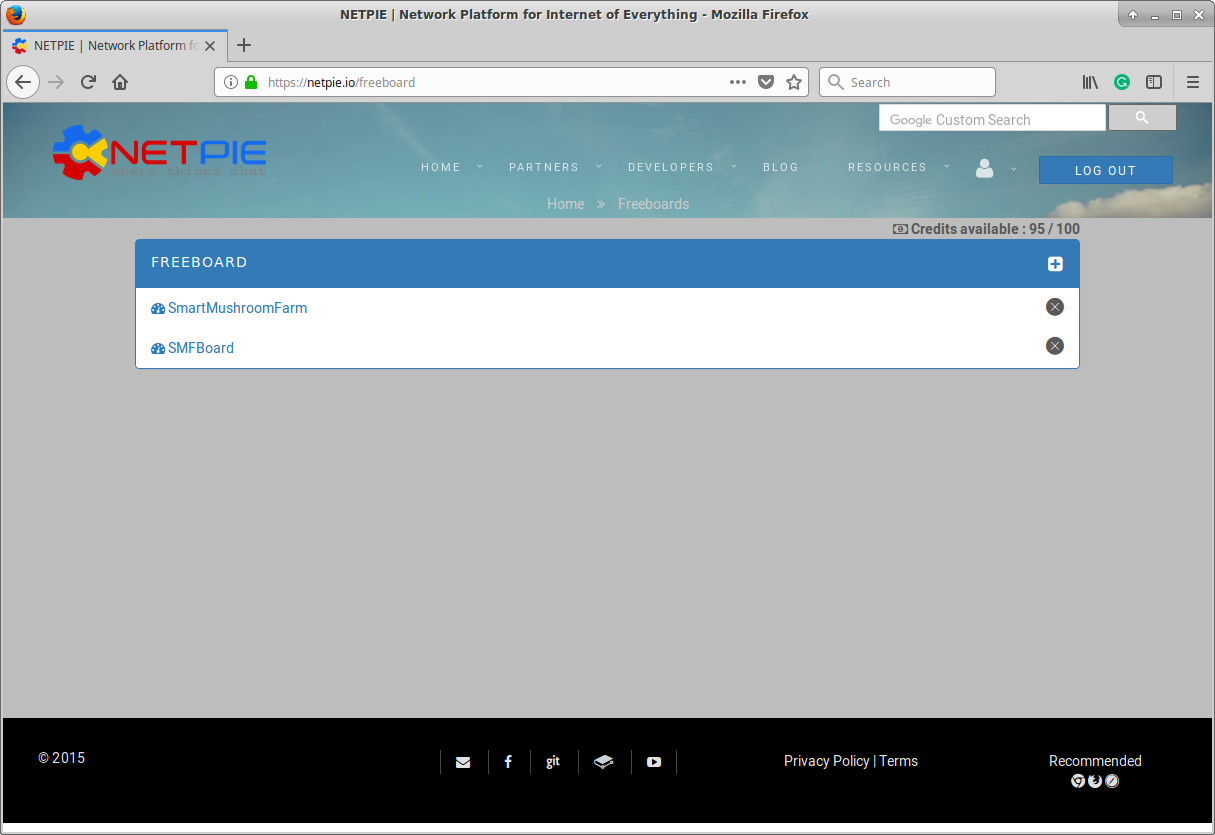 NETPIE | Network Platform for Internet of Everything - Mozilla Firefox
NETPIE | Network Platform fo
https://netpie.io/freeboard
Search
Google Custom Search
NETPIE
where things chat
HOME PARTNERS DEVELOPERS BLOG RESOURCES LOG OUT
Home » Freeboards
Credits available : 95 / 100
FREEBOARD
SmartMushroomFarm
SMFBoard
© 2015
git
Privacy Policy | Terms
Recommended